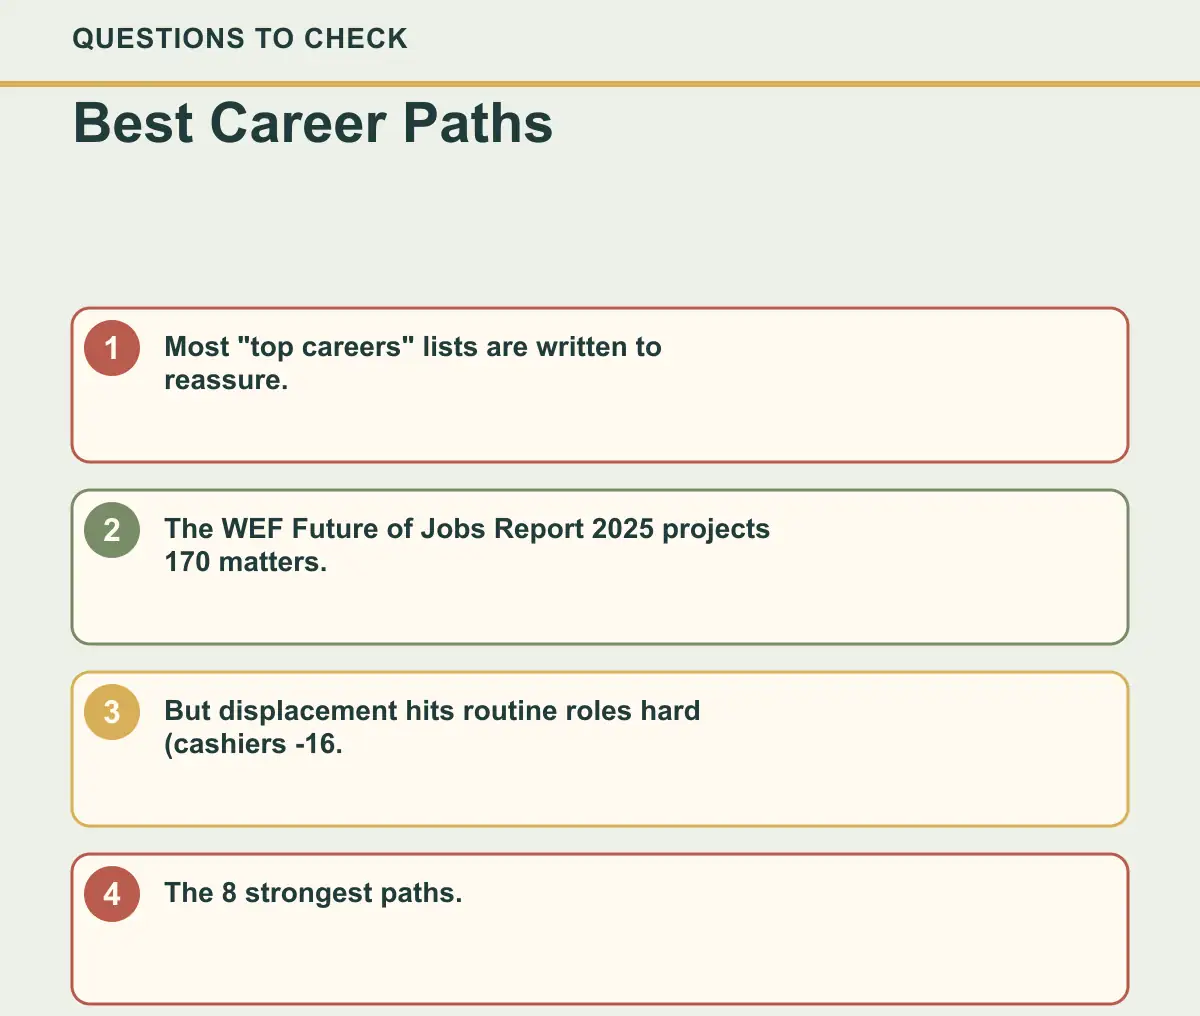 QUESTIONS TO CHECK
Best Career Paths
1
Most "top careers" lists are written to
reassure.
2
The WEF Future of Jobs Report 2025 projects
170 matters.
3
But displacement hits routine roles hard
(cashiers -16.
4
The 8 strongest paths.